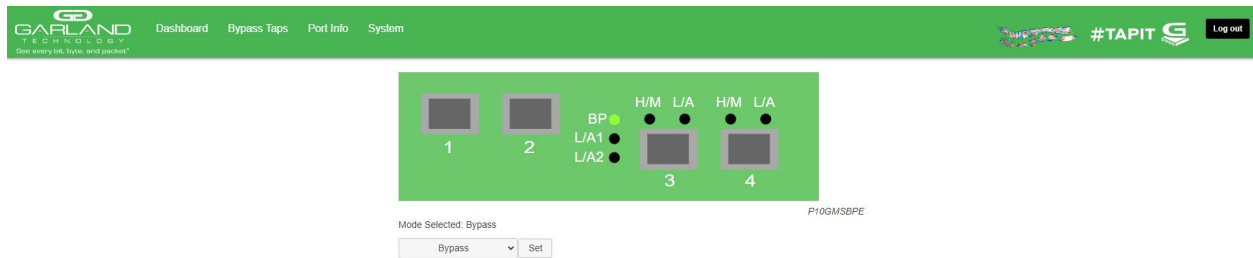 GARLAND
TECHNOLOGY
See every bit, byte, and packet®
Dashboard Bypass Taps Port Info System
#TAPIT
Log out
H/M L/A H/M L/A
BP
L/A1
L/A2
1 2
3 4
P10GMSBPE
Mode Selected: Bypass
Bypass Set